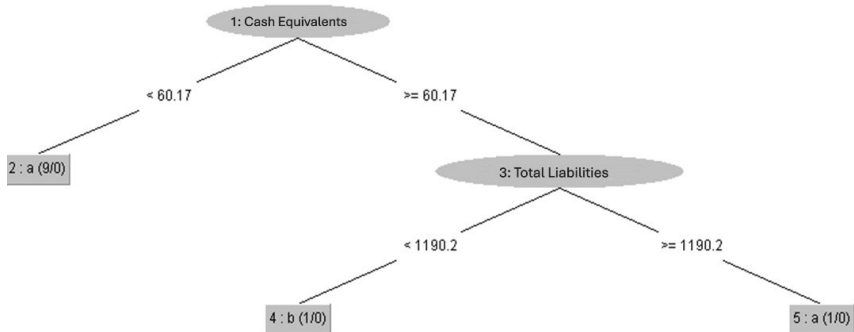 1: Cash Equivalents
< 60.17
>= 60.17
2 : a (9/0)
3: Total Liabilities
< 1190.2
>= 1190.2
4 : b (1/0)
5 : a (1/0)